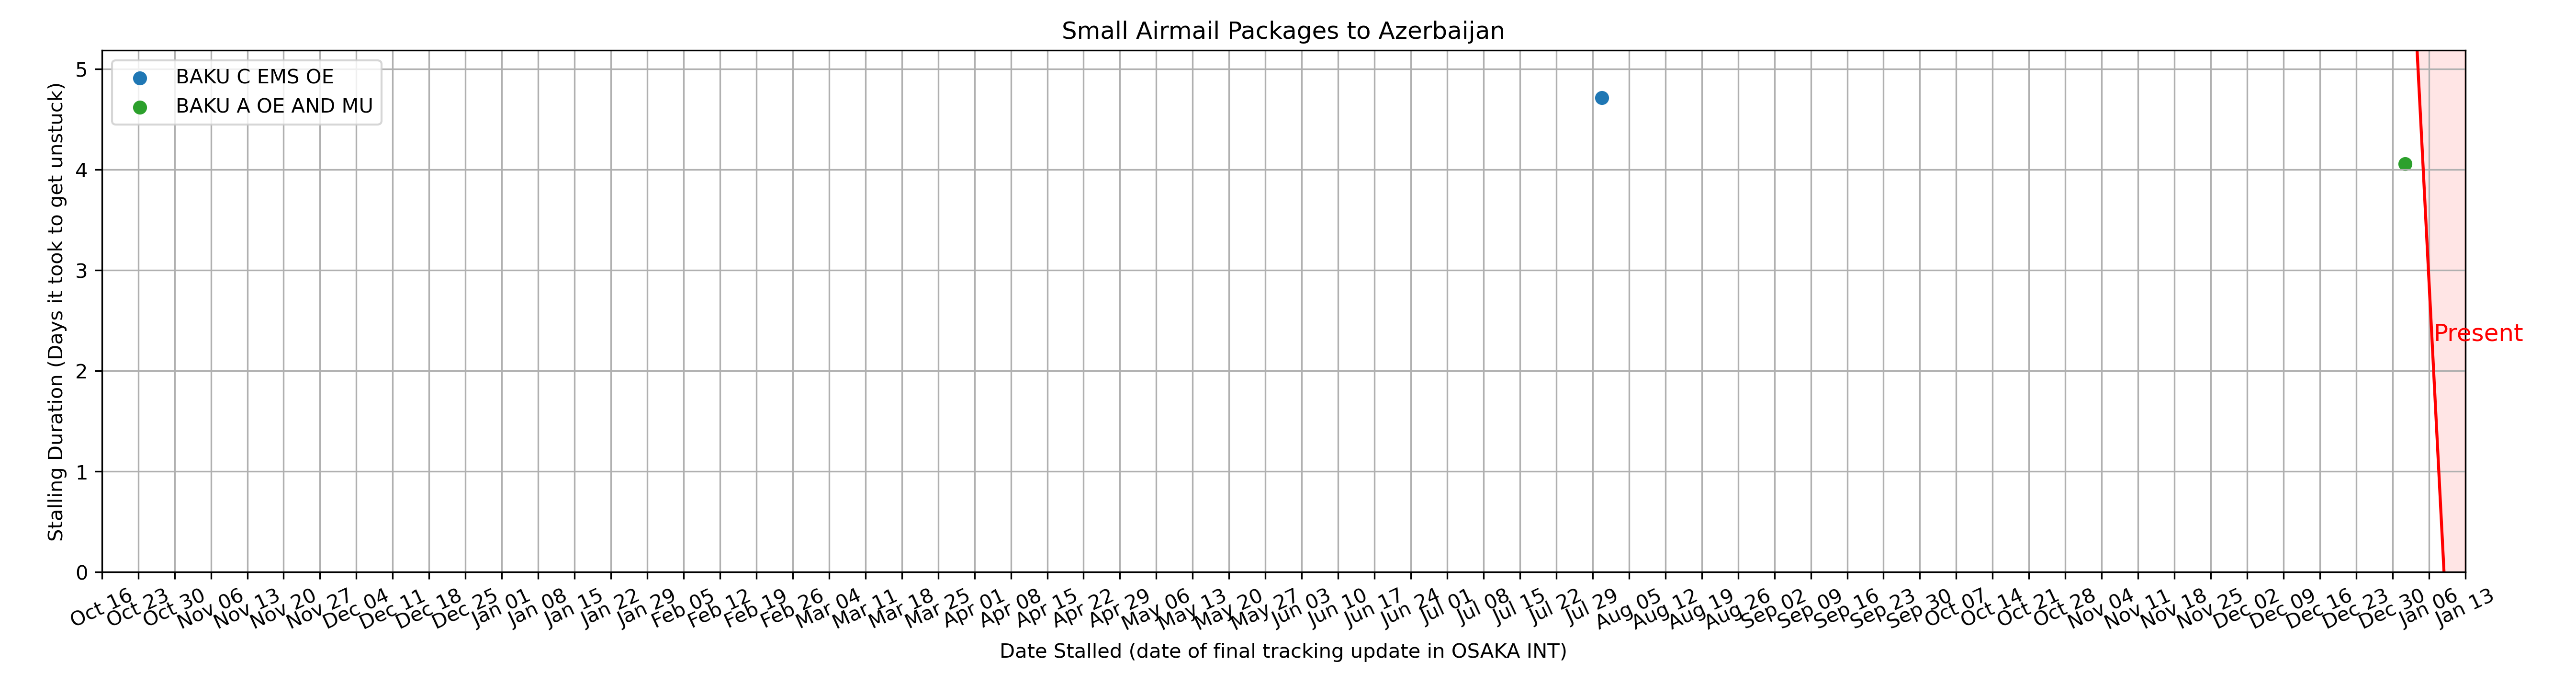 Small Airmail Packages to Azerbaijan
BAKU C EMS OE
BAKU A OE AND MU
Stalling Duration (Days it took to get unstuck)
5
4
3
2
1
0
Present
Oct 16 Oct 23 Oct 30 Nov 06 Nov 13 Nov 20 Nov 27 Dec 04 Dec 11 Dec 18 Dec 25 Jan 01 Jan 08 Jan 15 Jan 22 Jan 29 Feb 05 Feb 12 Feb 19 Feb 26 Mar 04 Mar 11 Mar 18 Mar 25 Apr 01 Apr 08 Apr 15 Apr 22 Apr 29 May 06 May 13 May 20 May 27 Jun 03 Jun 10 Jun 17 Jun 24 Jul 01 Jul 08 Jul 15 Jul 22 Jul 29 Aug 05 Aug 12 Aug 19 Aug 26 Sep 02 Sep 09 Sep 16 Sep 23 Sep 30 Oct 07 Oct 14 Oct 21 Oct 28 Nov 04 Nov 11 Nov 18 Nov 25 Dec 02 Dec 09 Dec 16 Dec 23 Dec 30 Jan 06 Jan 13
Date Stalled (date of final tracking update in OSAKA INT)